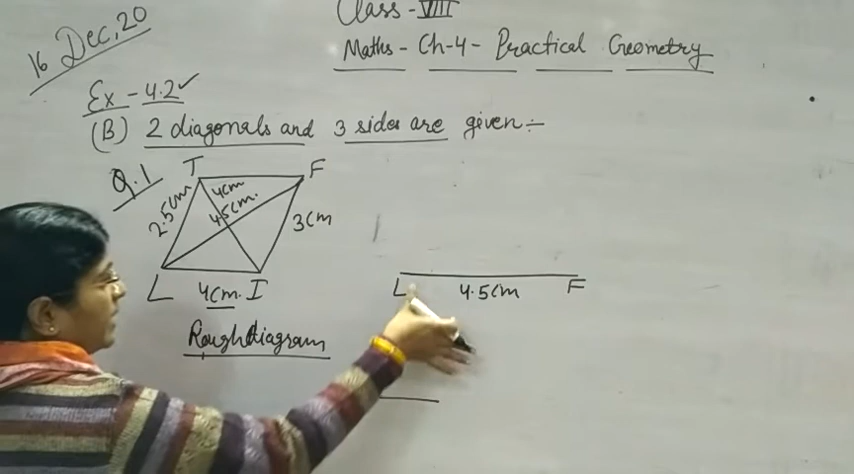 16 Dec, 20
Class - VIII
Maths - Ch-4 - Practical Geometry
Ex - 4.2 ✓
(B) 2 diagonals and 3 sides are given :-
Q.1
T F
2.5cm 4cm
4.5cm.
3cm
L 4cm. I
Rough diagram
L 4.5cm F